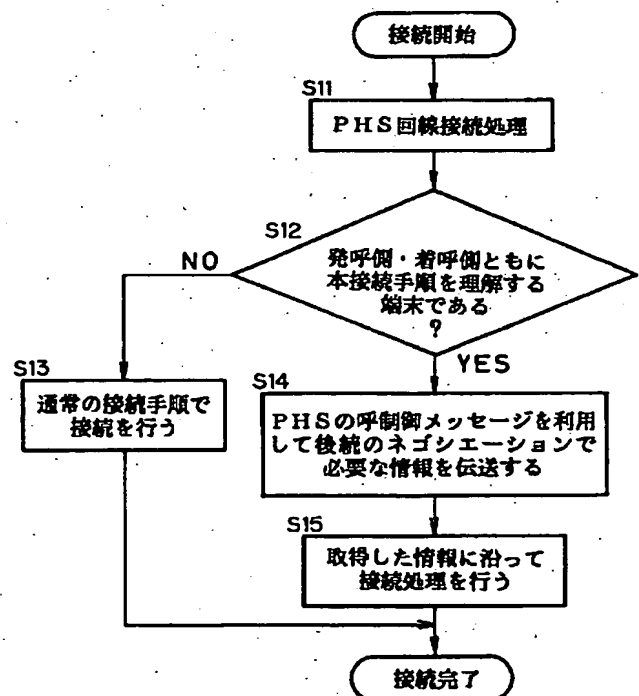 接続開始
S11
PHS回線接続処理
S12
発呼側・着呼側ともに
本接続手順を理解する
端末である
?
NO
YES
S13
通常の接続手順で
接続を行う
S14
PHSの呼制御メッセージを利用
して後続のネゴシエーションで
必要な情報を伝送する
S15
取得した情報に沿って
接続処理を行う
接続完了